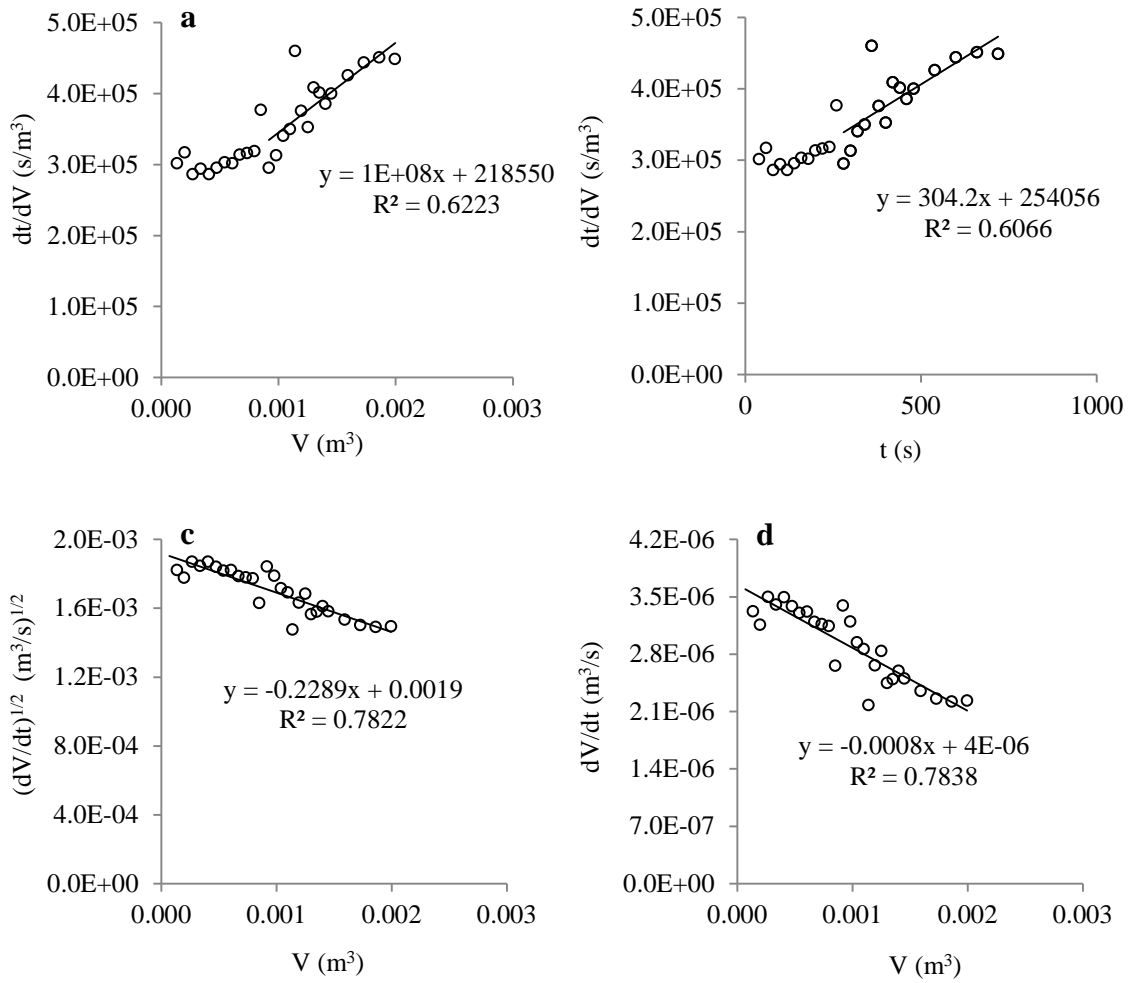 a
5.0E+05
4.0E+05
3.0E+05
2.0E+05
1.0E+05
0.0E+00
dt/dV (s/m³)
y = 1E+08x + 218550
R² = 0.6223
0.000 0.001 0.002 0.003
V (m³)
5.0E+05
4.0E+05
3.0E+05
2.0E+05
1.0E+05
0.0E+00
dt/dV (s/m³)
y = 304.2x + 254056
R² = 0.6066
0 500 1000
t (s)
c
2.0E-03
1.6E-03
1.2E-03
8.0E-04
4.0E-04
0.0E+00
(dV/dt)^1/2 (m³/s)^1/2
y = -0.2289x + 0.0019
R² = 0.7822
0.000 0.001 0.002 0.003
V (m³)
d
4.2E-06
3.5E-06
2.8E-06
2.1E-06
1.4E-06
7.0E-07
0.0E+00
dV/dt (m³/s)
y = -0.0008x + 4E-06
R² = 0.7838
0.000 0.001 0.002 0.003
V (m³)